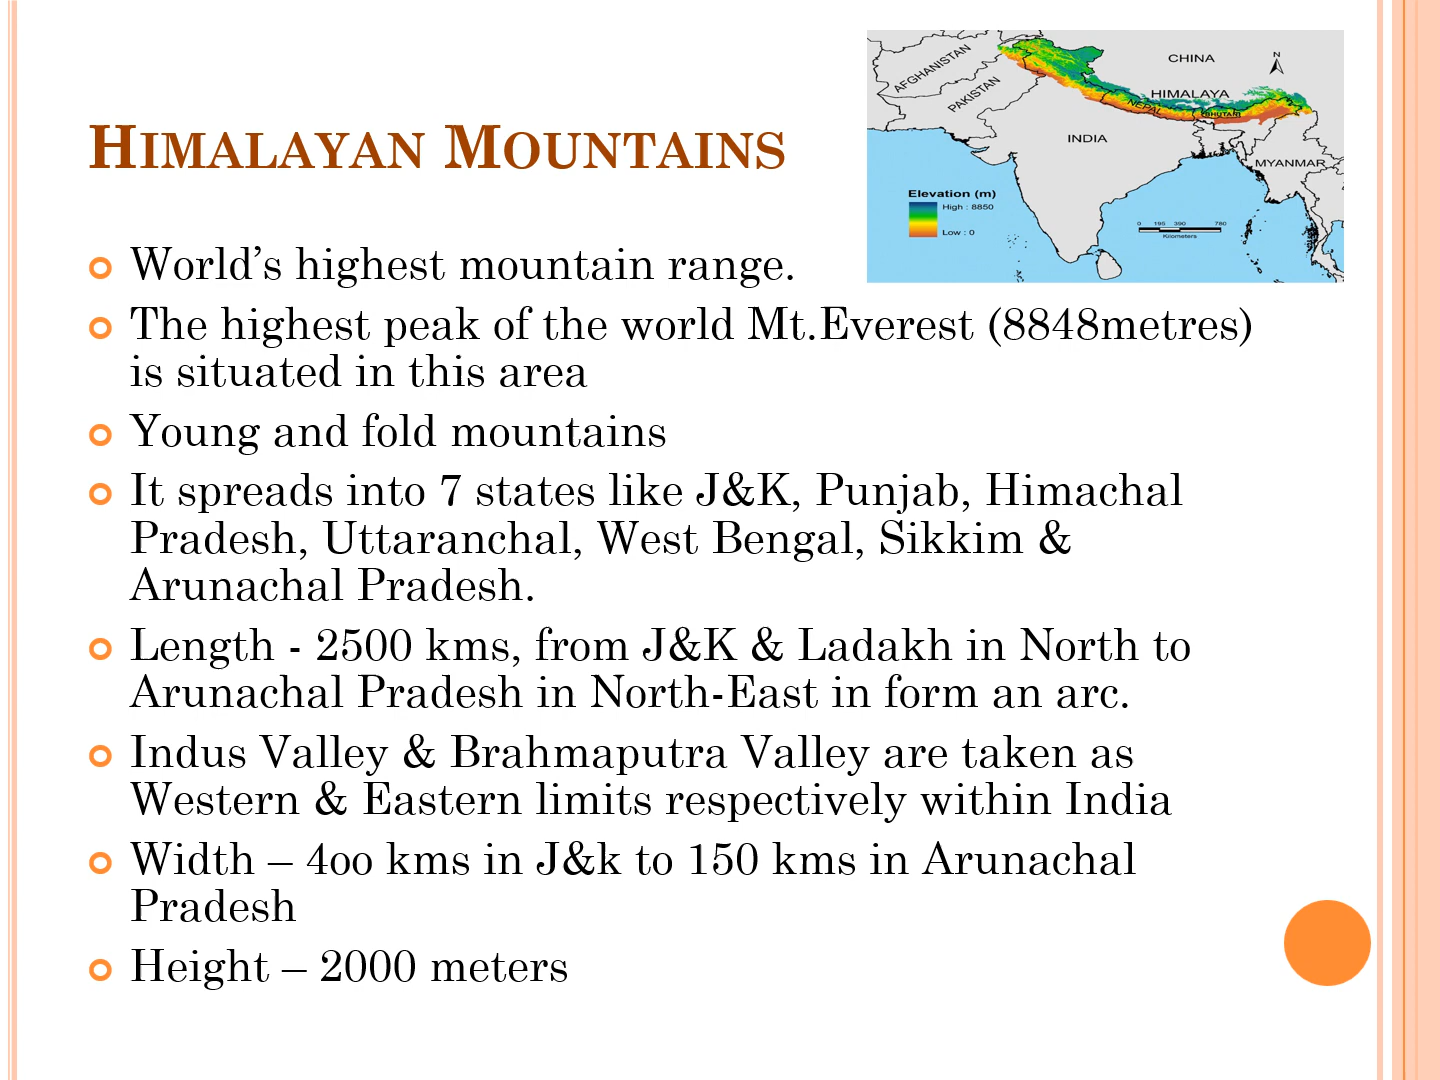 HIMALAYAN MOUNTAINS
World's highest mountain range.
The highest peak of the world Mt.Everest (8848metres)
is situated in this area
Young and fold mountains
It spreads into 7 states like J&K, Punjab, Himachal
Pradesh, Uttaranchal, West Bengal, Sikkim &
Arunachal Pradesh.
Length - 2500 kms, from J&K & Ladakh in North to
Arunachal Pradesh in North-East in form an arc.
Indus Valley & Brahmaputra Valley are taken as
Western & Eastern limits respectively within India
Width – 4oo kms in J&k to 150 kms in Arunachal
Pradesh
Height – 2000 meters
AFGHANISTAN
PAKISTAN
CHINA
N
HIMALAYA
NEPAL
BHUTAN
INDIA
MYANMAR
Elevation (m)
High : 8850
Low : 0
0 195 390 780
Kilometers